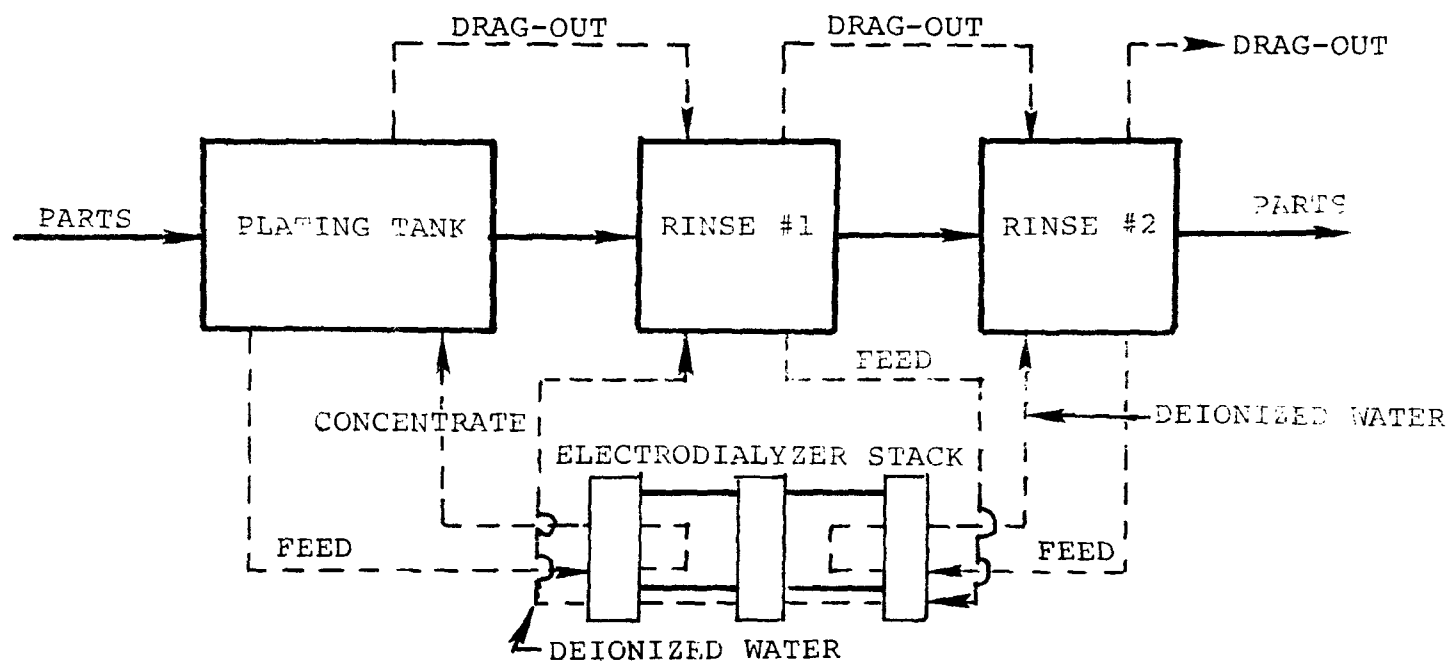 DRAG-OUT
DRAG-OUT
DRAG-OUT
PARTS
PLATING TANK
RINSE #1
RINSE #2
PARTS
FEED
CONCENTRATE
DEIONIZED WATER
ELECTRODIALYZER STACK
FEED
FEED
DEIONIZED WATER